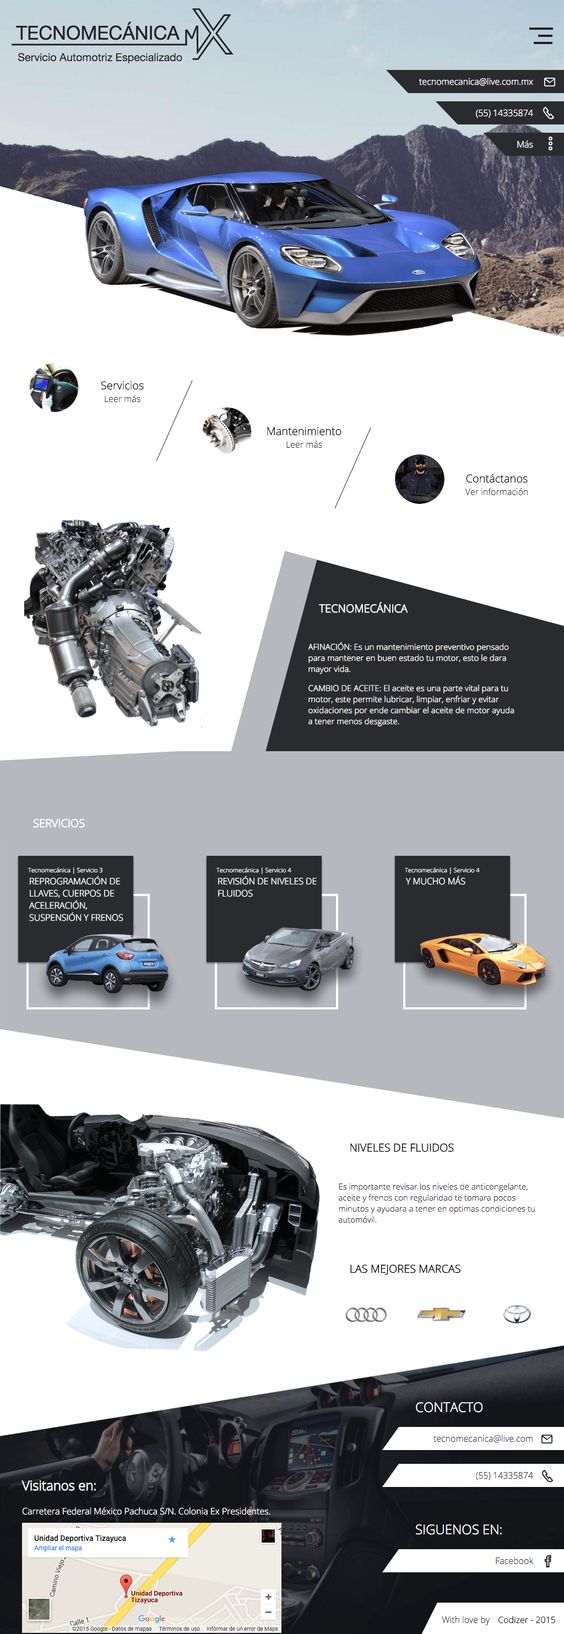 TECNOMECÁNICA MX
Servicio Automotriz Especializado
tecnomecanica@live.com.mx
(55) 14335874
Más
Servicios
Leer más
Mantenimiento
Leer más
Contáctanos
Ver información
TECNOMECÁNICA
AFINACIÓN: Es un mantenimiento preventivo pensado
para mantener en buen estado tu motor, esto le dara
mayor vida.
CAMBIO DE ACEITE: El aceite es una parte vital para tu
motor, este permite lubricar, limpiar, enfriar y evitar
oxidaciones por ende cambiar el aceite de motor ayuda
a tener menos desgaste.
SERVICIOS
Tecnomecánica | Servicio 3
REPROGRAMACIÓN DE
LLAVES, CUERPOS DE
ACELERACIÓN,
SUSPENSIÓN Y FRENOS
Tecnomecánica | Servicio 4
REVISIÓN DE NIVELES DE
FLUIDOS
Tecnomecánica | Servicio 4
Y MUCHO MÁS
NIVELES DE FLUIDOS
Es importante revisar los niveles de anticongelante,
aceite y frenos con regularidad te tomara pocos
minutos y ayudara a tener en optimas condiciones tu
automóvil.
LAS MEJORES MARCAS
CONTACTO
tecnomecanica@live.com
(55) 14335874
Visitanos en:
Carretera Federal México Pachuca S/N. Colonia Ex Presidentes.
Unidad Deportiva Tizayuca
Ampliar el mapa
Camino Viejo
Unidad Deportiva
Tizayuca
Calle 1
Google
©2015 Google - Datos de mapas
Términos de uso
Informar de un error de Maps
SIGUENOS EN:
Facebook
With love by Codizer - 2015